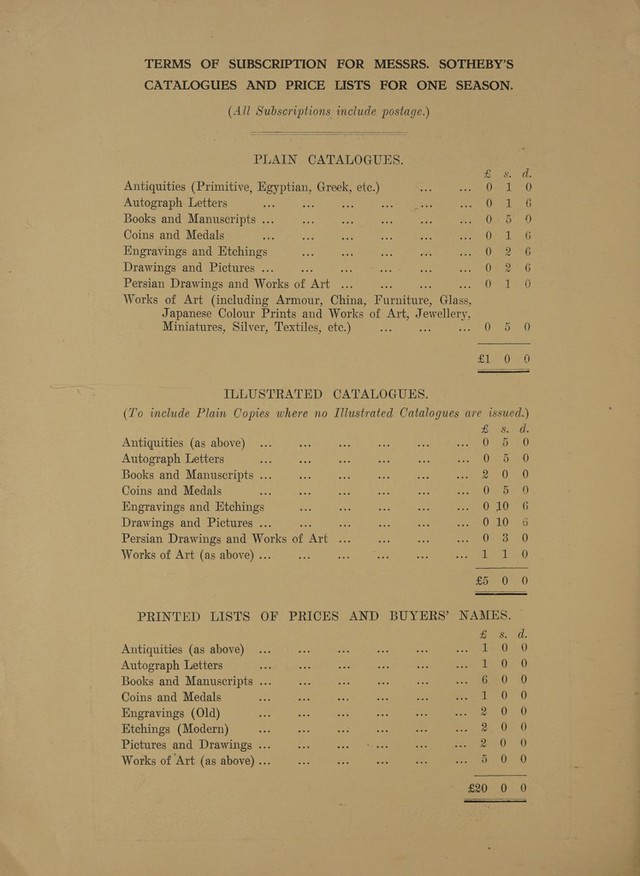 TERMS OF SUBSCRIPTION FOR MESSRS. SOTHEBY'S
CATALOGUES AND PRICE LISTS FOR ONE SEASON.
(All Subscriptions include postage.)
PLAIN CATALOGUES.
£ s. d.
Antiquities (Primitive, Egyptian, Greek, etc.) ... ... 0 1 0
Autograph Letters ... ... ... ... ... ... 0 1 6
Books and Manuscripts ... ... ... ... ... ... 0 5 0
Coins and Medals ... ... ... ... ... ... 0 1 6
Engravings and Etchings ... ... ... ... ... 0 2 6
Drawings and Pictures ... ... ... ... ... ... 0 2 6
Persian Drawings and Works of Art ... ... ... ... 0 1 0
Works of Art (including Armour, China, Furniture, Glass,
Japanese Colour Prints and Works of Art, Jewellery,
Miniatures, Silver, Textiles, etc.) ... ... ... 0 5 0
£1 0 0
ILLUSTRATED CATALOGUES.
(To include Plain Copies where no Illustrated Catalogues are issued.)
£ s. d.
Antiquities (as above) ... ... ... ... ... ... 0 5 0
Autograph Letters ... ... ... ... ... ... 0 5 0
Books and Manuscripts ... ... ... ... ... ... 2 0 0
Coins and Medals ... ... ... ... ... ... 0 5 0
Engravings and Etchings ... ... ... ... ... 0 10 6
Drawings and Pictures ... ... ... ... ... ... 0 10 6
Persian Drawings and Works of Art ... ... ... ... 0 3 0
Works of Art (as above) ... ... ... ... ... ... 1 1 0
£5 0 0
PRINTED LISTS OF PRICES AND BUYERS' NAMES.
£ s. d.
Antiquities (as above) ... ... ... ... ... ... 1 0 0
Autograph Letters ... ... ... ... ... ... 1 0 0
Books and Manuscripts ... ... ... ... ... ... 6 0 0
Coins and Medals ... ... ... ... ... ... 1 0 0
Engravings (Old) ... ... ... ... ... ... 2 0 0
Etchings (Modern) ... ... ... ... ... ... 2 0 0
Pictures and Drawings ... ... ... ... ... ... 2 0 0
Works of Art (as above) ... ... ... ... ... ... 5 0 0
£20 0 0